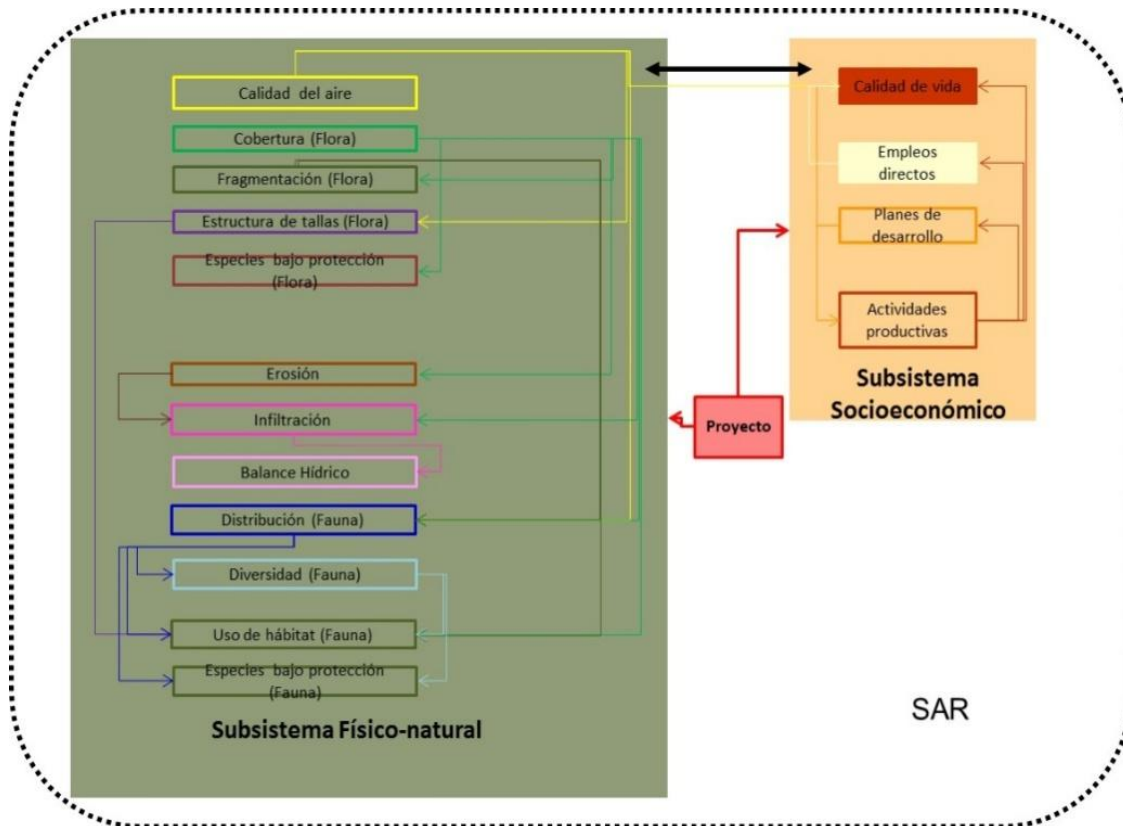 Calidad del aire
Cobertura (Flora)
Fragmentación (Flora)
Estructura de tallas (Flora)
Especies bajo protección
(Flora)
Erosión
Infiltración
Balance Hídrico
Distribución (Fauna)
Diversidad (Fauna)
Uso de hábitat (Fauna)
Especies bajo protección
(Fauna)
Subsistema Físico-natural
Proyecto
Calidad de vida
Empleos
directos
Planes de
desarrollo
Actividades
productivas
Subsistema
Socioeconómico
SAR